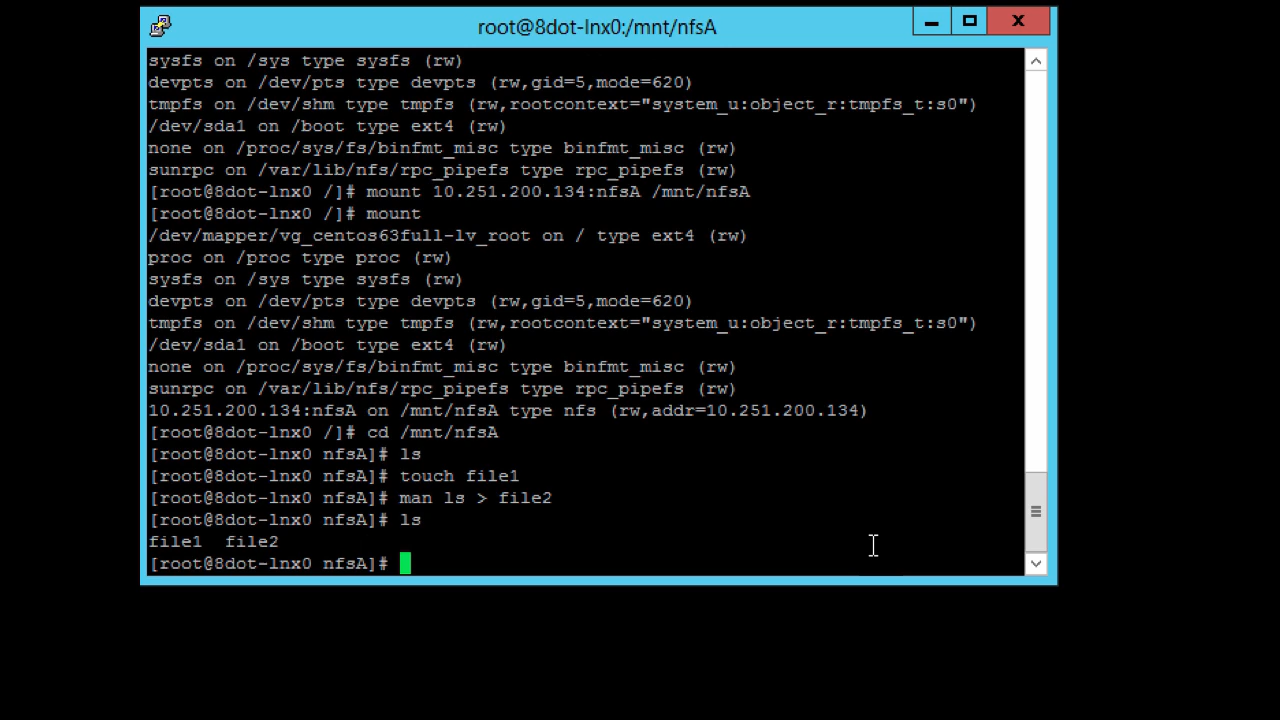 root@8dot-lnx0:/mnt/nfsA
sysfs on /sys type sysfs (rw)
devpts on /dev/pts type devpts (rw,gid=5,mode=620)
tmpfs on /dev/shm type tmpfs (rw,rootcontext="system_u:object_r:tmpfs_t:s0")
/dev/sda1 on /boot type ext4 (rw)
none on /proc/sys/fs/binfmt_misc type binfmt_misc (rw)
sunrpc on /var/lib/nfs/rpc_pipefs type rpc_pipefs (rw)
[root@8dot-lnx0 /]# mount 10.251.200.134:nfsA /mnt/nfsA
[root@8dot-lnx0 /]# mount
/dev/mapper/vg_centos63full-lv_root on / type ext4 (rw)
proc on /proc type proc (rw)
sysfs on /sys type sysfs (rw)
devpts on /dev/pts type devpts (rw,gid=5,mode=620)
tmpfs on /dev/shm type tmpfs (rw,rootcontext="system_u:object_r:tmpfs_t:s0")
/dev/sda1 on /boot type ext4 (rw)
none on /proc/sys/fs/binfmt_misc type binfmt_misc (rw)
sunrpc on /var/lib/nfs/rpc_pipefs type rpc_pipefs (rw)
10.251.200.134:nfsA on /mnt/nfsA type nfs (rw,addr=10.251.200.134)
[root@8dot-lnx0 /]# cd /mnt/nfsA
[root@8dot-lnx0 nfsA]# ls
[root@8dot-lnx0 nfsA]# touch file1
[root@8dot-lnx0 nfsA]# man ls > file2
[root@8dot-lnx0 nfsA]# ls
file1  file2
[root@8dot-lnx0 nfsA]#